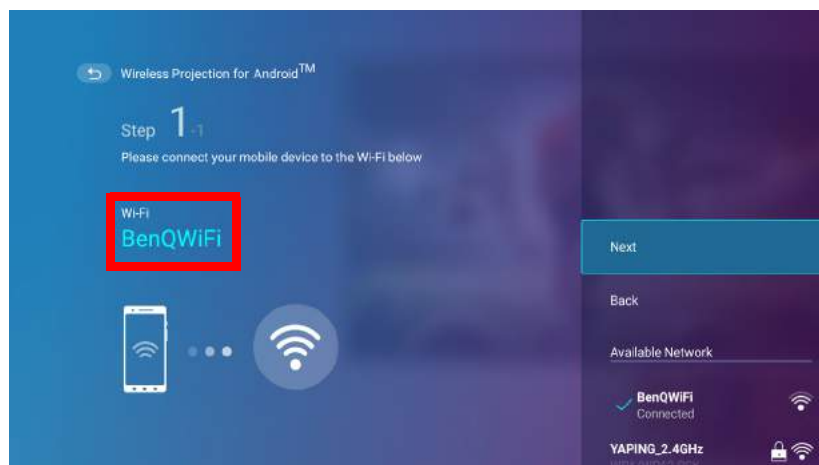 Wireless Projection for Android™
Step 1-1
Please connect your mobile device to the Wi-Fi below
Wi-Fi
BenQWiFi
Next
Back
Available Network
BenQWiFi
Connected
YAPING_2.4GHz